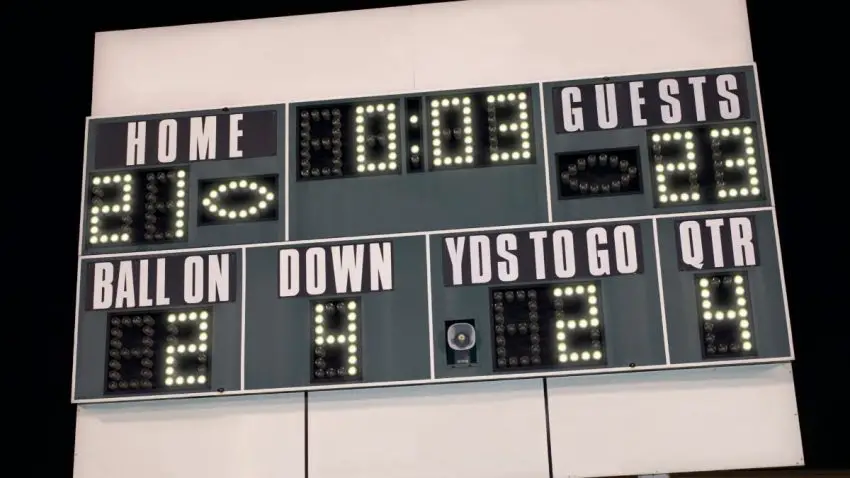 HOME 0:03 GUESTS
21 23
BALL ON DOWN YDS TO GO QTR
2 4 2 4